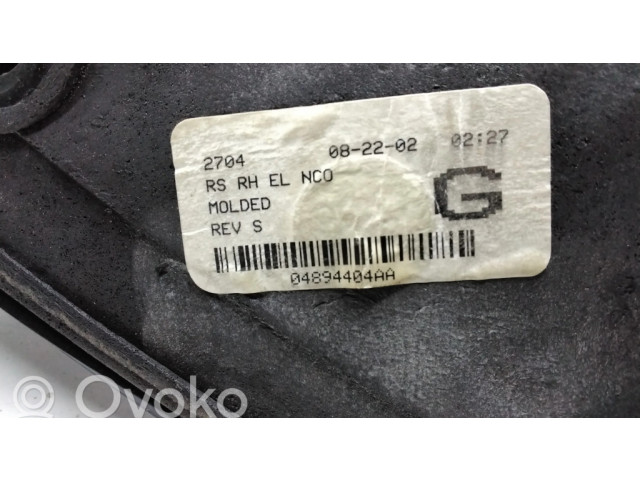 2704 08-22-02 02:27
RS RH EL NCO
MOLDED
REV S
G
04894404AA
Ovoko